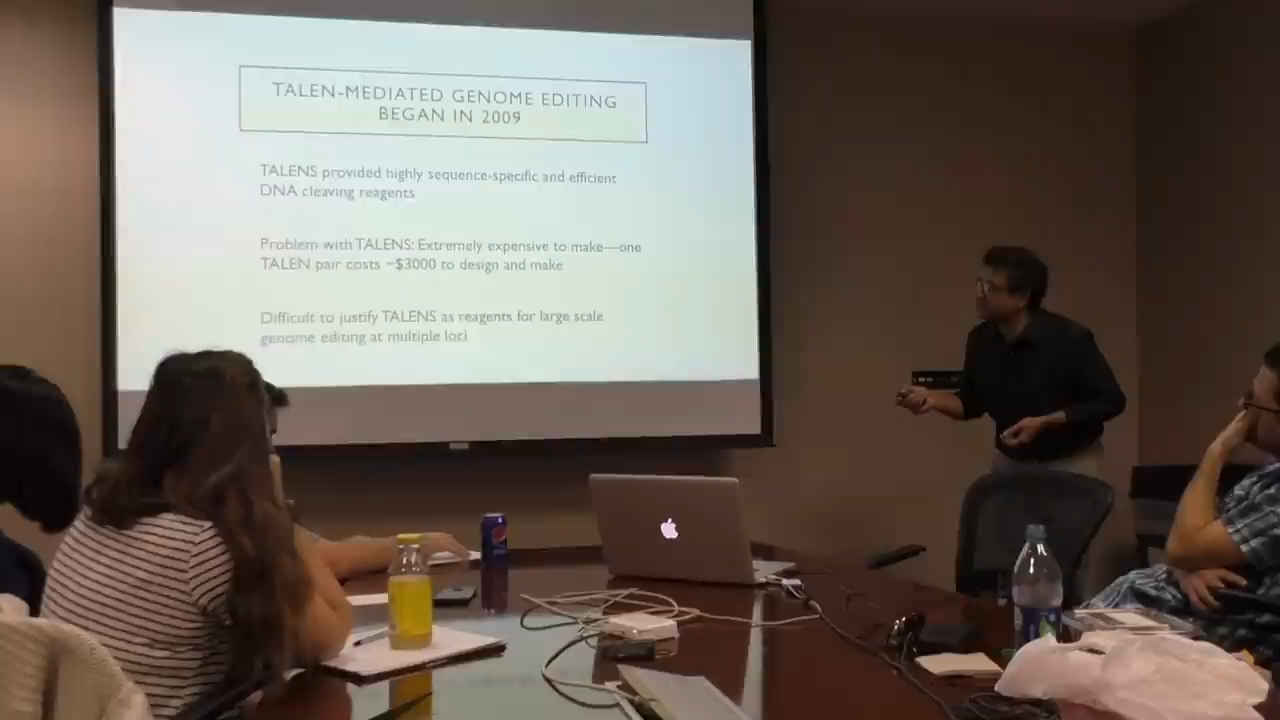 TALEN-MEDIATED GENOME EDITING
BEGAN IN 2009
TALENS provided highly sequence-specific and efficient
DNA cleaving reagents
Problem with TALENS: Extremely expensive to make—one
TALEN pair costs ~$3000 to design and make
Difficult to justify TALENS as reagents for large scale
genome editing at multiple loci